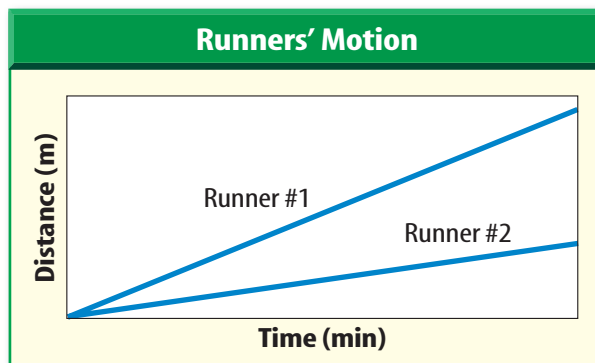 Runners’ Motion
Distance (m)
Runner #1
Runner #2
Time (min)